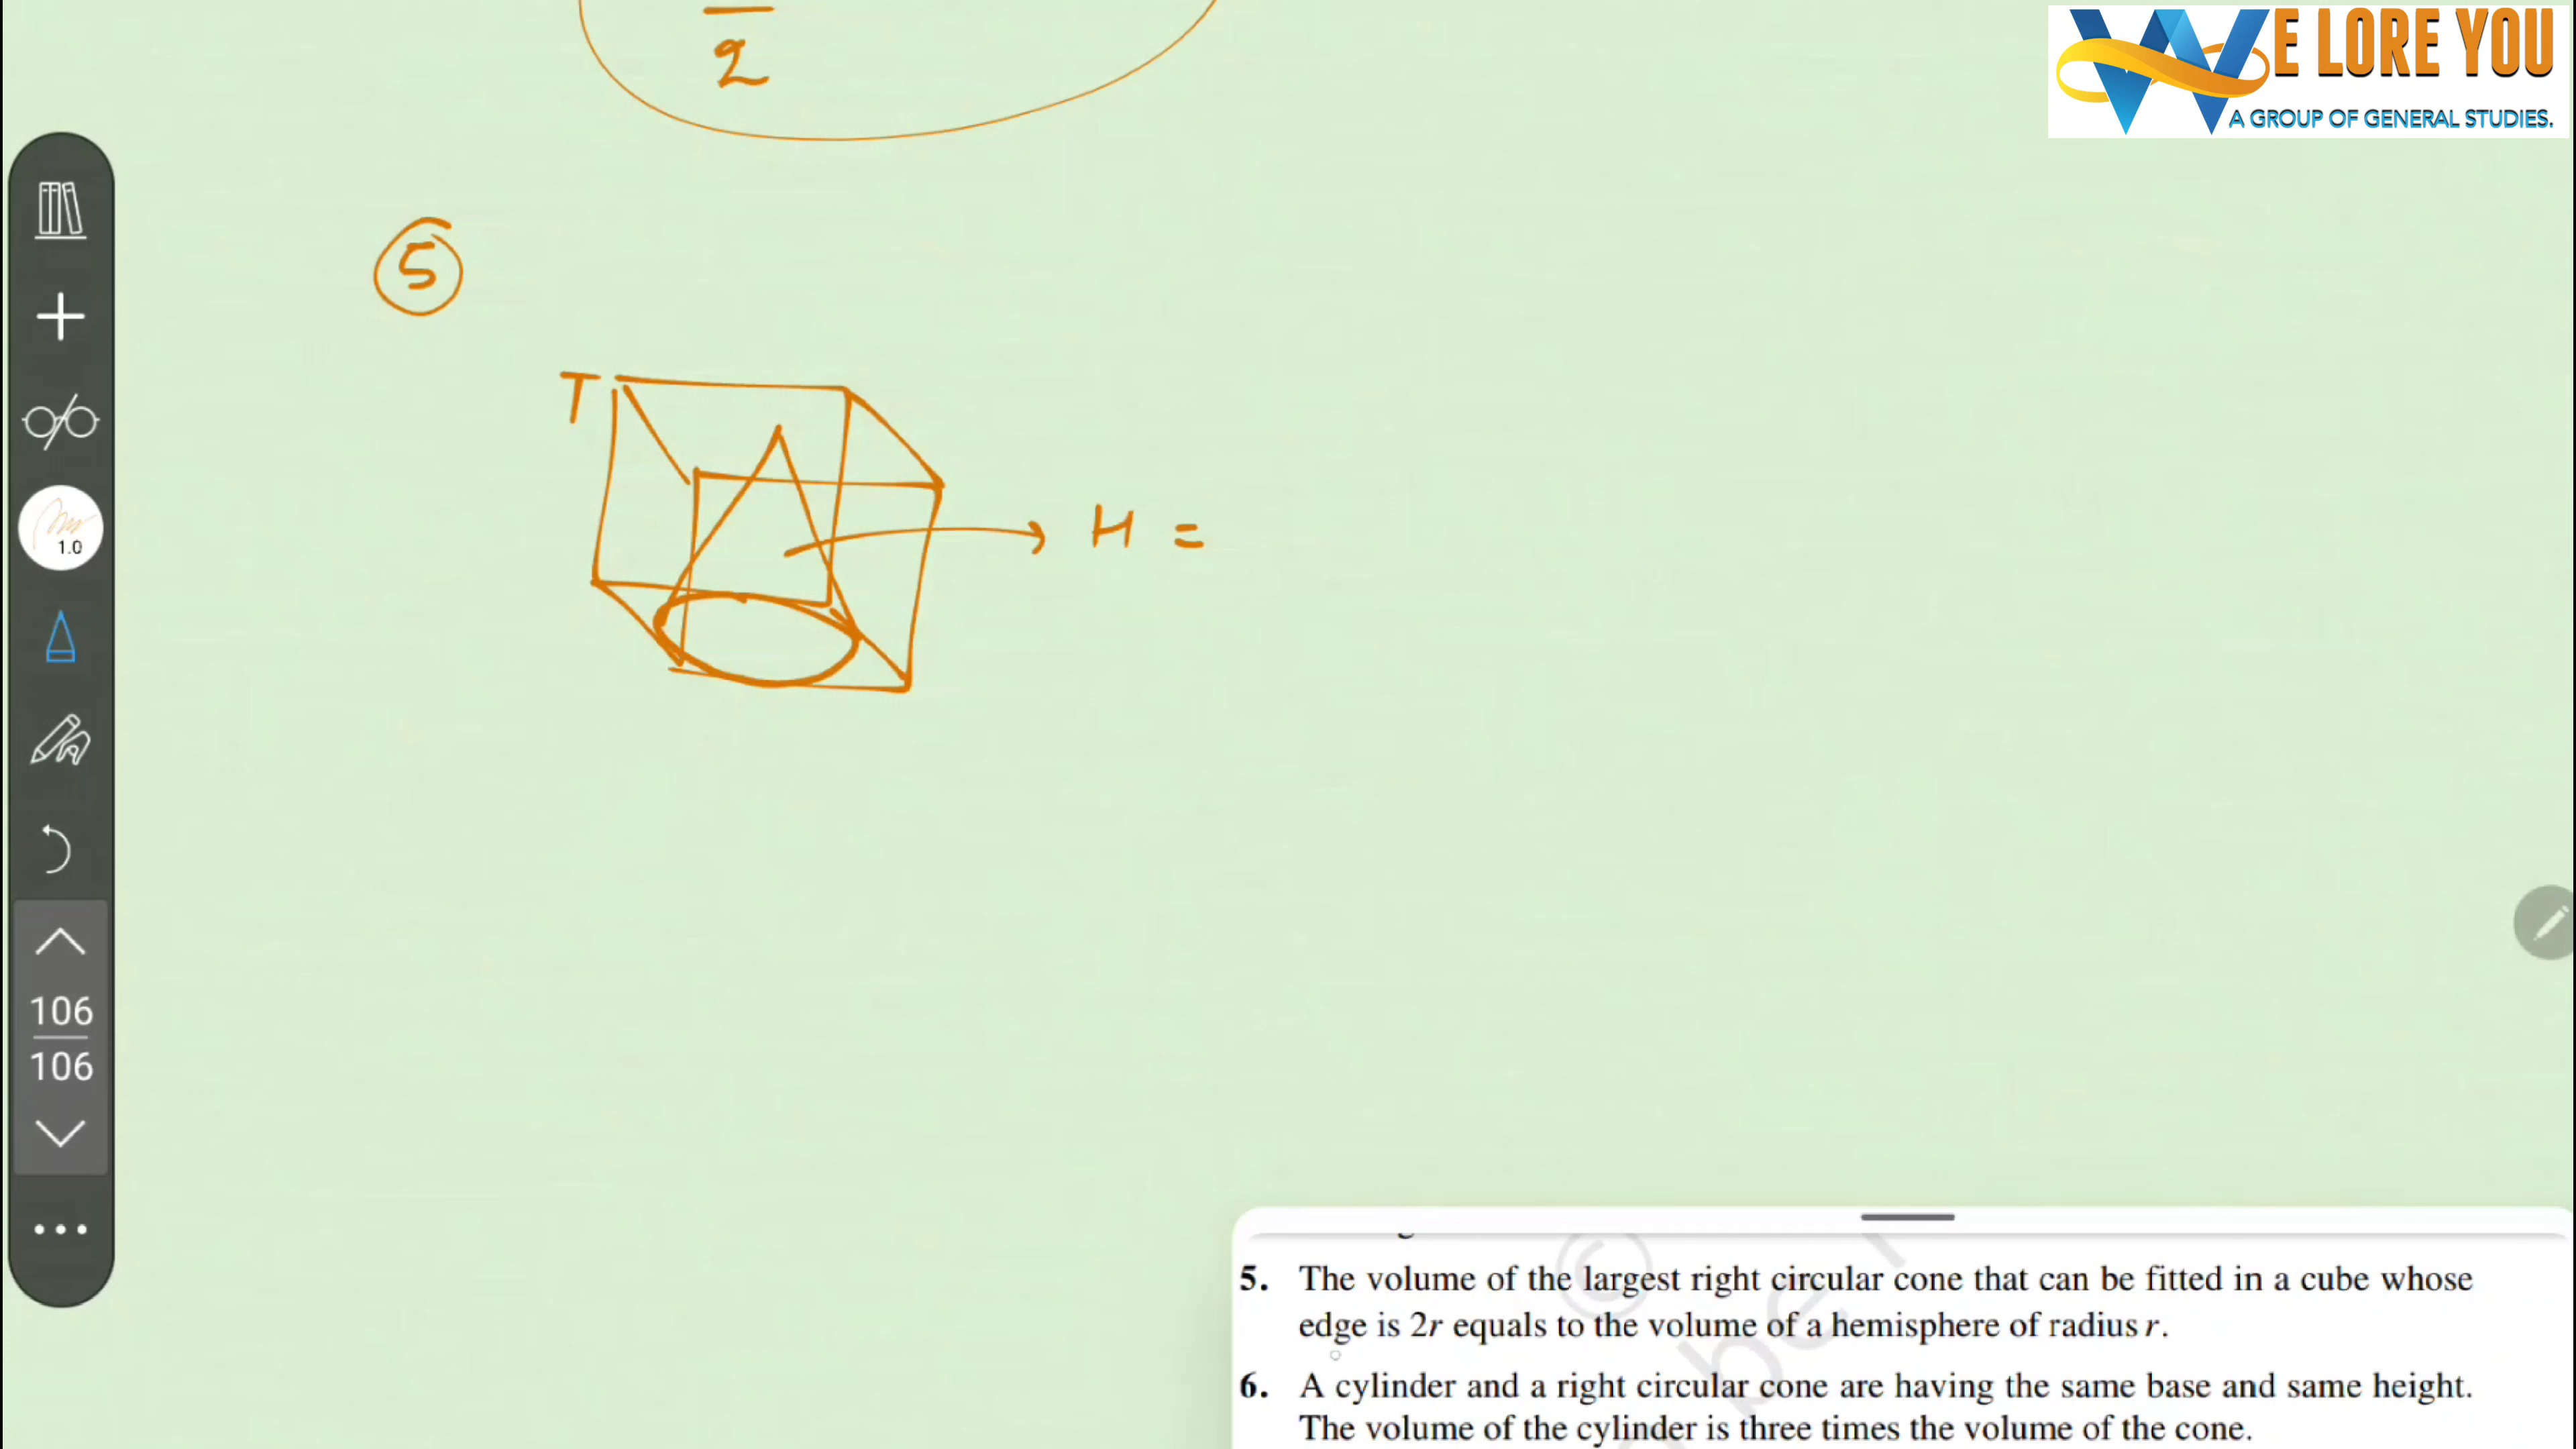 2
E LORE YOU
A GROUP OF GENERAL STUDIES.
5
T
H =
1.0
106
106
5. The volume of the largest right circular cone that can be fitted in a cube whose
edge is 2r equals to the volume of a hemisphere of radius r.
6. A cylinder and a right circular cone are having the same base and same height.
The volume of the cylinder is three times the volume of the cone.